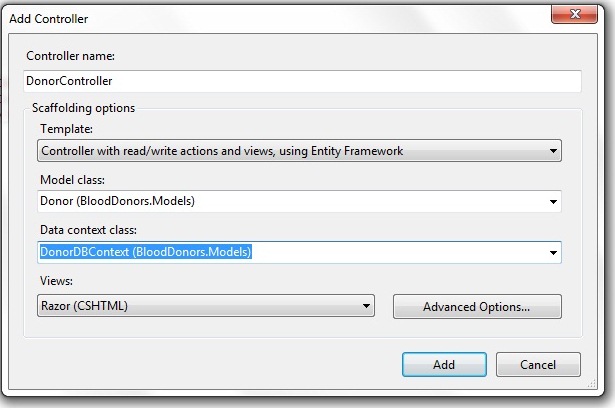 Add Controller
Controller name:
DonorController
Scaffolding options
Template:
Controller with read/write actions and views, using Entity Framework
Model class:
Donor (BloodDonors.Models)
Data context class:
DonorDBContext (BloodDonors.Models)
Views:
Razor (CSHTML)
Advanced Options...
Add
Cancel